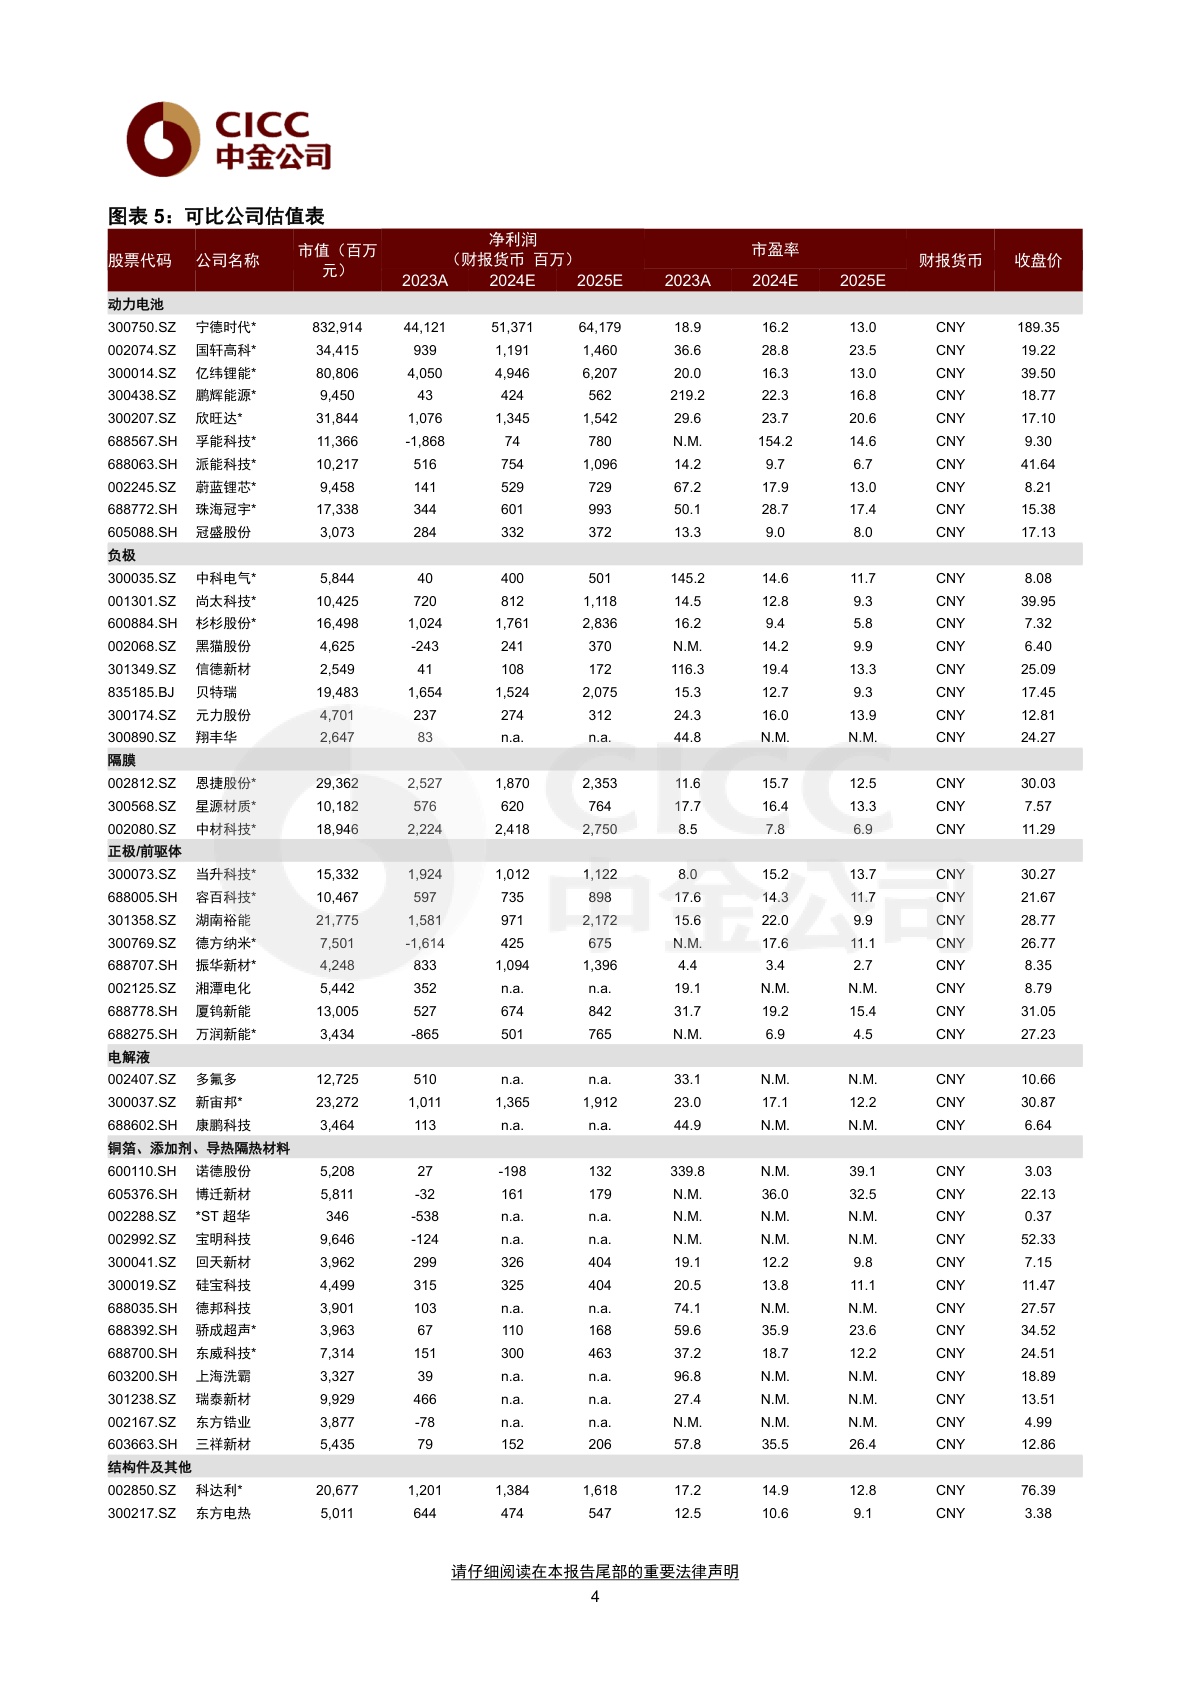 CICC
中金公司
图表 5：可比公司估值表
股票代码 公司名称 市值（百万元） 净利润（财报货币 百万） 市盈率 财报货币 收盘价
2023A 2024E 2025E 2023A 2024E 2025E
动力电池
300750.SZ 宁德时代* 832,914 44,121 51,371 64,179 18.9 16.2 13.0 CNY 189.35
002074.SZ 国轩高科* 34,415 939 1,191 1,460 36.6 28.8 23.5 CNY 19.22
300014.SZ 亿纬锂能* 80,806 4,050 4,946 6,207 20.0 16.3 13.0 CNY 39.50
300438.SZ 鹏辉能源* 9,450 43 424 562 219.2 22.3 16.8 CNY 18.77
300207.SZ 欣旺达* 31,844 1,076 1,345 1,542 29.6 23.7 20.6 CNY 17.10
688567.SH 孚能科技* 11,366 -1,868 74 780 N.M. 154.2 14.6 CNY 9.30
688063.SH 派能科技* 10,217 516 754 1,096 14.2 9.7 6.7 CNY 41.64
002245.SZ 蔚蓝锂芯* 9,458 141 529 729 67.2 17.9 13.0 CNY 8.21
688772.SH 珠海冠宇* 17,338 344 601 993 50.1 28.7 17.4 CNY 15.38
605088.SH 冠盛股份 3,073 284 332 372 13.3 9.0 8.0 CNY 17.13
负极
300035.SZ 中科电气* 5,844 40 400 501 145.2 14.6 11.7 CNY 8.08
001301.SZ 尚太科技* 10,425 720 812 1,118 14.5 12.8 9.3 CNY 39.95
600884.SH 杉杉股份* 16,498 1,024 1,761 2,836 16.2 9.4 5.8 CNY 7.32
002068.SZ 黑猫股份 4,625 -243 241 370 N.M. 14.2 9.9 CNY 6.40
301349.SZ 信德新材 2,549 41 108 172 116.3 19.4 13.3 CNY 25.09
835185.BJ 贝特瑞 19,483 1,654 1,524 2,075 15.3 12.7 9.3 CNY 17.45
300174.SZ 元力股份 4,701 237 274 312 24.3 16.0 13.9 CNY 12.81
300890.SZ 翔丰华 2,647 83 n.a. n.a. 44.8 N.M. N.M. CNY 24.27
隔膜
002812.SZ 恩捷股份* 29,362 2,527 1,870 2,353 11.6 15.7 12.5 CNY 30.03
300568.SZ 星源材质* 10,182 576 620 764 17.7 16.4 13.3 CNY 7.57
002080.SZ 中材科技* 18,946 2,224 2,418 2,750 8.5 7.8 6.9 CNY 11.29
正极/前驱体
300073.SZ 当升科技* 15,332 1,924 1,012 1,122 8.0 15.2 13.7 CNY 30.27
688005.SH 容百科技* 10,467 597 735 898 17.6 14.3 11.7 CNY 21.67
301358.SZ 湖南裕能 21,775 1,581 971 2,172 15.6 22.0 9.9 CNY 28.77
300769.SZ 德方纳米* 7,501 -1,614 425 675 N.M. 17.6 11.1 CNY 26.77
688707.SH 振华新材* 4,248 833 1,094 1,396 4.4 3.4 2.7 CNY 8.35
002125.SZ 湘潭电化 5,442 352 n.a. n.a. 19.1 N.M. N.M. CNY 8.79
688778.SH 厦钨新能 13,005 527 674 842 31.7 19.2 15.4 CNY 31.05
688275.SH 万润新能* 3,434 -865 501 765 N.M. 6.9 4.5 CNY 27.23
电解液
002407.SZ 多氟多 12,725 510 n.a. n.a. 33.1 N.M. N.M. CNY 10.66
300037.SZ 新宙邦* 23,272 1,011 1,365 1,912 23.0 17.1 12.2 CNY 30.87
688602.SH 康鹏科技 3,464 113 n.a. n.a. 44.9 N.M. N.M. CNY 6.64
铜箔、添加剂、导热隔热材料
600110.SH 诺德股份 5,208 27 -198 132 339.8 N.M. 39.1 CNY 3.03
605376.SH 博迁新材 5,811 -32 161 179 N.M. 36.0 32.5 CNY 22.13
002288.SZ *ST 超华 346 -538 n.a. n.a. N.M. N.M. N.M. CNY 0.37
002992.SZ 宝明科技 9,646 -124 n.a. n.a. N.M. N.M. N.M. CNY 52.33
300041.SZ 回天新材 3,962 299 326 404 19.1 12.2 9.8 CNY 7.15
300019.SZ 硅宝科技 4,499 315 325 404 20.5 13.8 11.1 CNY 11.47
688035.SH 德邦科技 3,901 103 n.a. n.a. 74.1 N.M. N.M. CNY 27.57
688392.SH 骄成超声* 3,963 67 110 168 59.6 35.9 23.6 CNY 34.52
688700.SH 东威科技* 7,314 151 300 463 37.2 18.7 12.2 CNY 24.51
603200.SH 上海洗霸 3,327 39 n.a. n.a. 96.8 N.M. N.M. CNY 18.89
301238.SZ 瑞泰新材 9,929 466 n.a. n.a. 27.4 N.M. N.M. CNY 13.51
002167.SZ 东方锆业 3,877 -78 n.a. n.a. N.M. N.M. N.M. CNY 4.99
603663.SH 三祥新材 5,435 79 152 206 57.8 35.5 26.4 CNY 12.86
结构件及其他
002850.SZ 科达利* 20,677 1,201 1,384 1,618 17.2 14.9 12.8 CNY 76.39
300217.SZ 东方电热 5,011 644 474 547 12.5 10.6 9.1 CNY 3.38
请仔细阅读在本报告尾部的重要法律声明
4